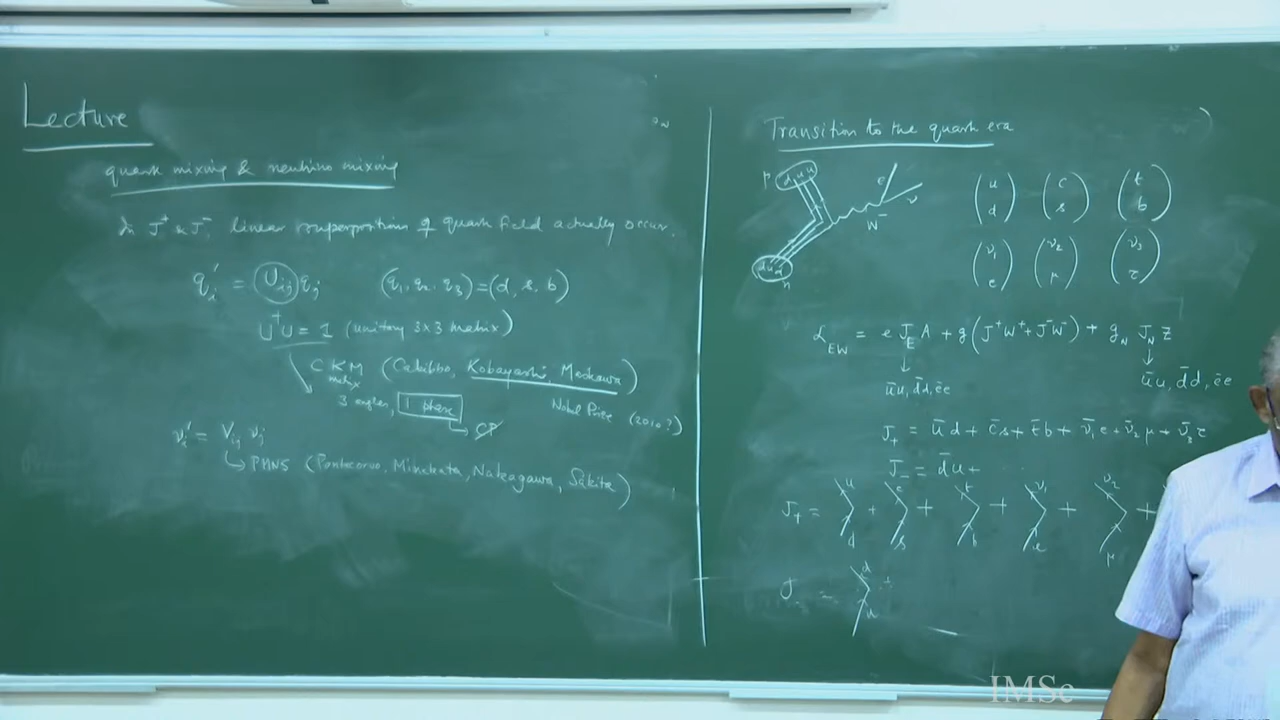 Lecture
quark mixing & neutrino mixing
In J⁺ & J⁻, linear superposition of quark field actually occur.
q'ᵢ = Uᵢⱼ qⱼ (q₁, q₂, q₃) = (d, s, b)
U†U = 1 (unitary 3×3 matrix)
CKM (Cabibbo, Kobayashi, Maskawa)
matrix
3 angles, 1 phase
Nobel Prize (2010?)
CP
ν'ᵢ = Vᵢⱼ νⱼ
PMNS (Pontecorvo, Mikakata, Nakagawa, Sakita)
Transition to the quark era
p d u u e ν W⁻
d u d n
(u d) (c s) (t b)
(ν₁ e) (ν₂ μ) (ν₃ τ)
ℒ_EW = e J_E A + g(J⁺W⁺ + J⁻W⁻) + g_N J_N Z
ūu, d̄d, ēe
ūu, d̄d, ēe
J₊ = ūd + c̄s + t̄b + ν̄₁e + ν̄₂μ + ν̄₃τ
J₋ = d̄u +
J₊ = u d + c s + t b + ν₁ e + ν₂ μ +
J₋ = d u +
IMSc